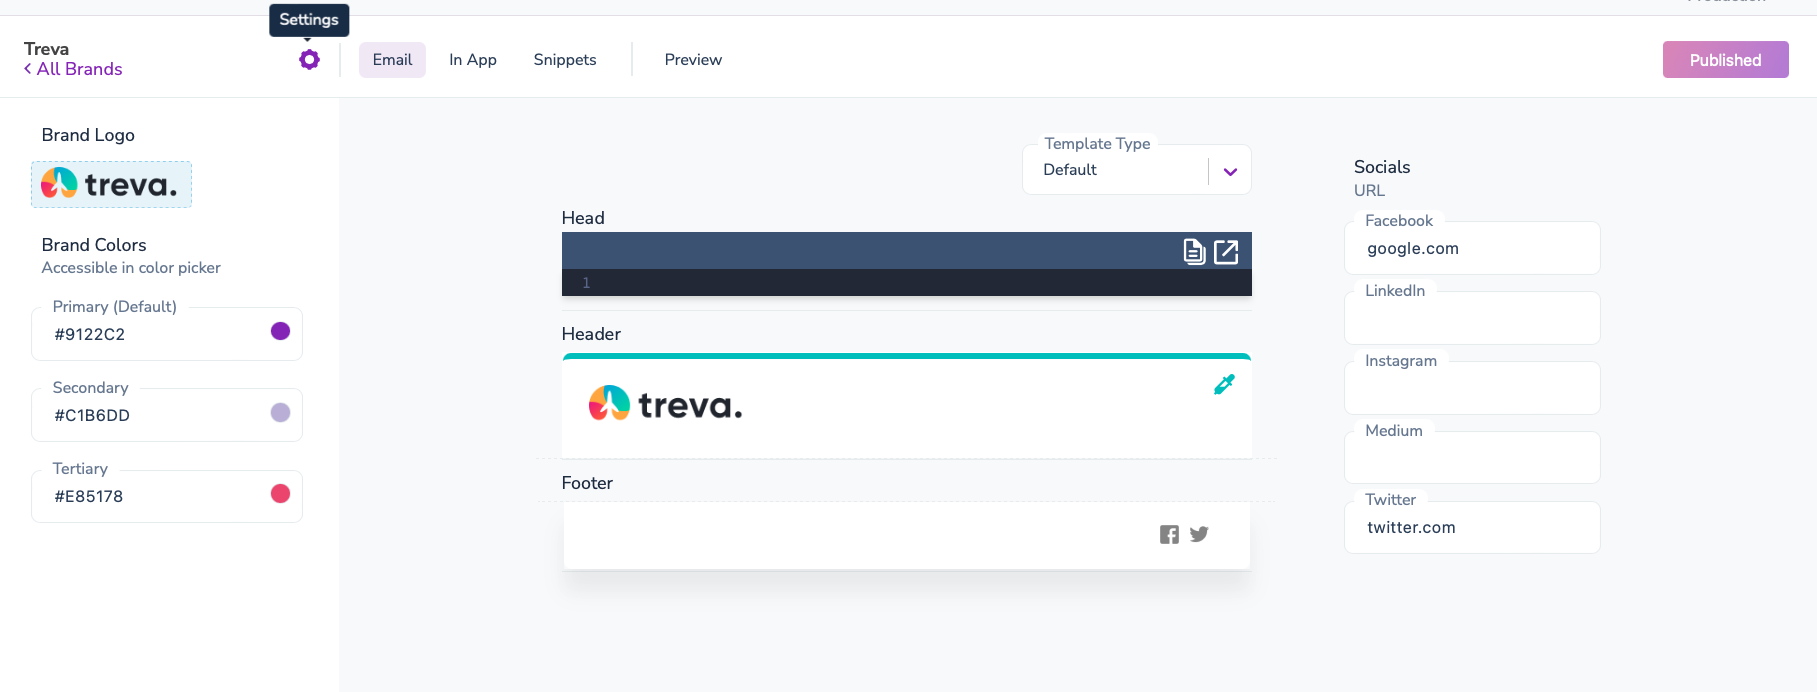 Production
Settings
Treva
All Brands
Email
In App
Snippets
Preview
Published
Brand Logo
treva.
Brand Colors
Accessible in color picker
Primary (Default)
#9122C2
Secondary
#C1B6DD
Tertiary
#E85178
Template Type
Default
Head
1
Header
treva.
Footer
Socials
URL
Facebook
google.com
LinkedIn
Instagram
Medium
Twitter
twitter.com